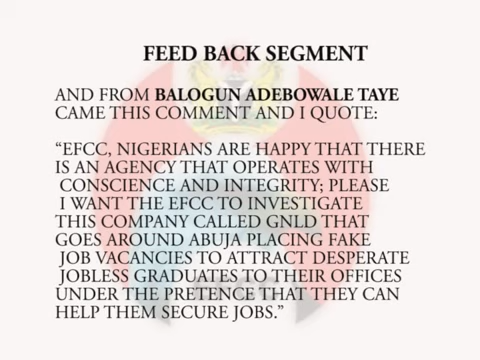 FEED BACK SEGMENT
AND FROM BALOGUN ADEBOWALE TAYE
CAME THIS COMMENT AND I QUOTE:
“EFCC, NIGERIANS ARE HAPPY THAT THERE
IS AN AGENCY THAT OPERATES WITH
CONSCIENCE AND INTEGRITY; PLEASE
I WANT THE EFCC TO INVESTIGATE
THIS COMPANY CALLED GNLD THAT
GOES AROUND ABUJA PLACING FAKE
JOB VACANCIES TO ATTRACT DESPERATE
JOBLESS GRADUATES TO THEIR OFFICES
UNDER THE PRETENCE THAT THEY CAN
HELP THEM SECURE JOBS.”
EFCC